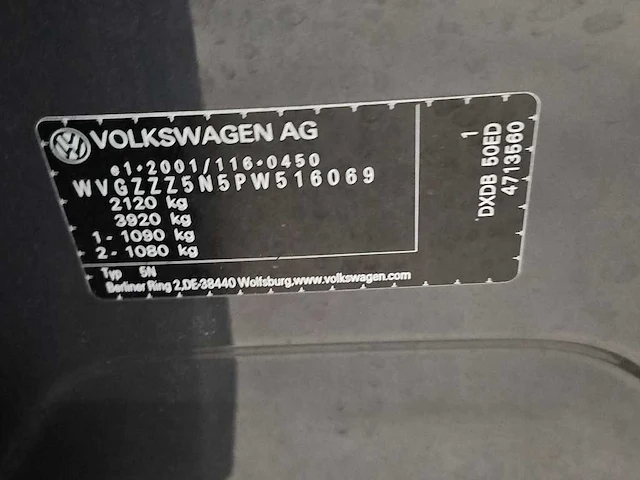 VOLKSWAGEN AG
e1*2001/116*0450
WVGZZZ5N5PW516069
2120 kg
3920 kg
1 - 1090 kg
2 - 1080 kg
Typ 5N
Berliner Ring 2,DE-38440 Wolfsburg,www.volkswagen.com
DXDB 50ED 1
4713560